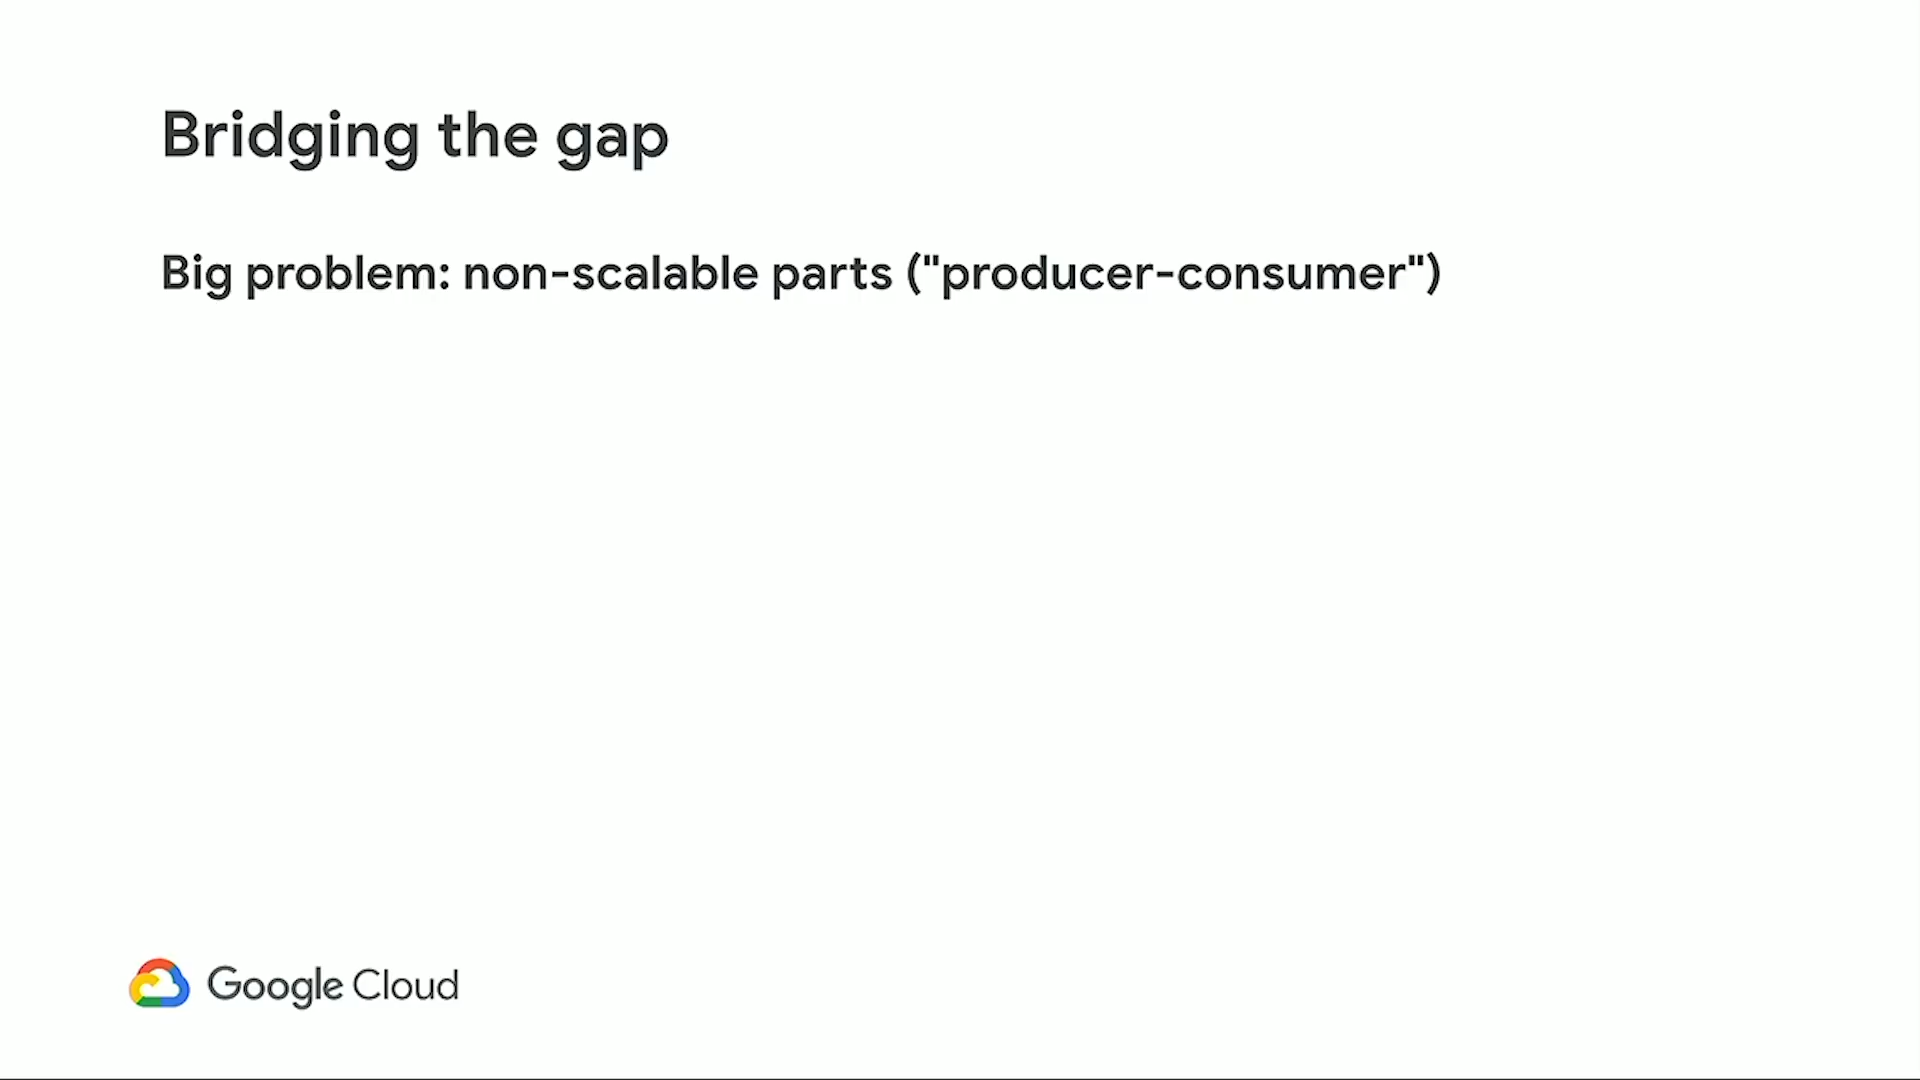 Bridging the gap
Big problem: non-scalable parts ("producer-consumer")
Google Cloud